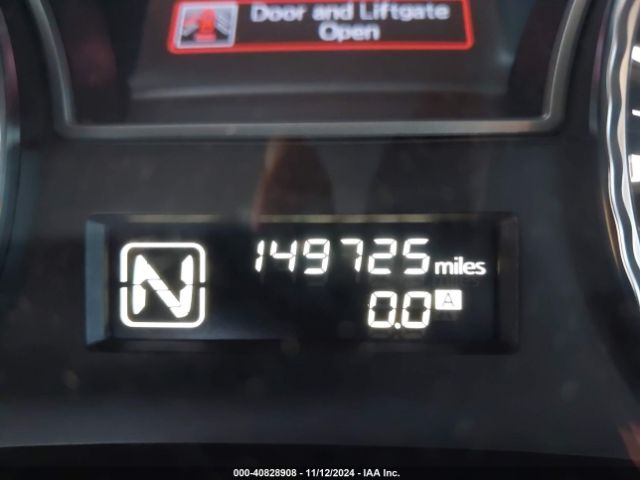 Door and Liftgate
Open
149725 miles
N
0.0 A
000-40828908 - 11/12/2024 - IAA Inc.